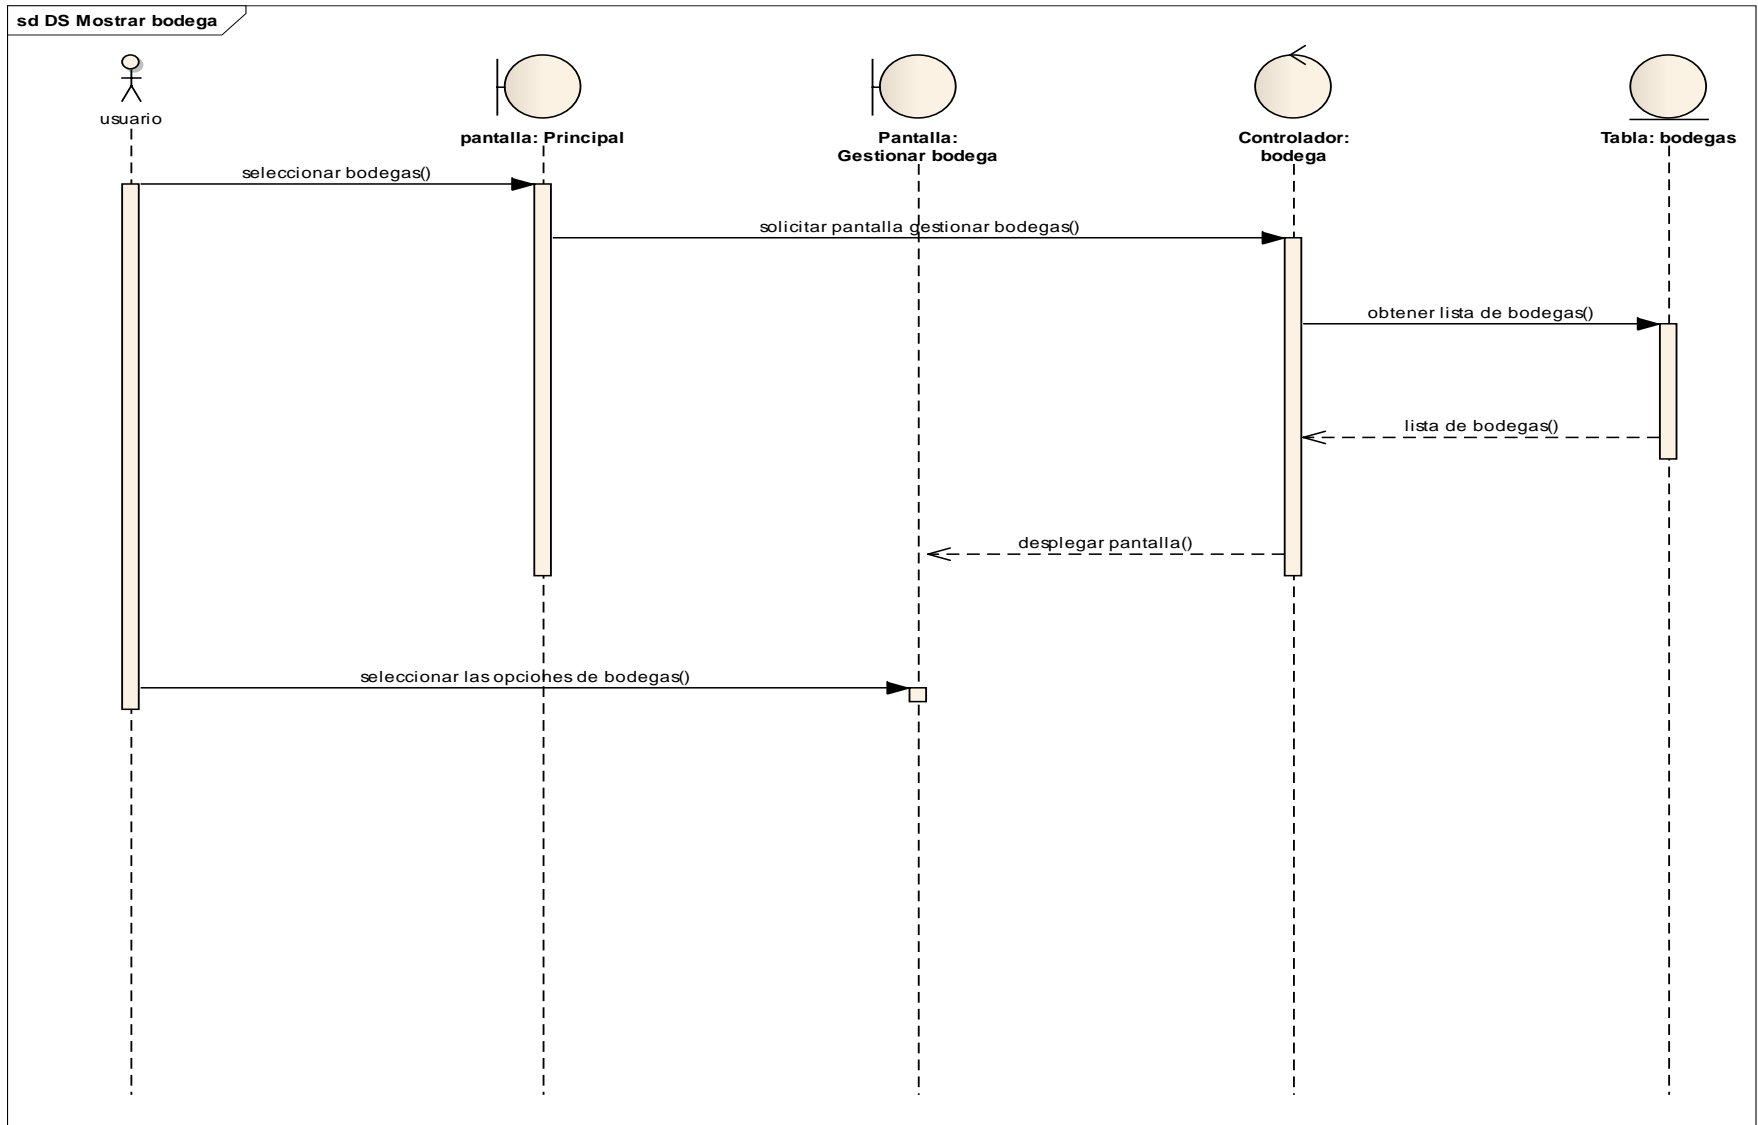 sd DS Mostrar bodega
usuario
pantalla: Principal
Pantalla:
Gestionar bodega
Controlador:
bodega
Tabla: bodegas
seleccionar bodegas()
solicitar pantalla gestionar bodegas()
obtener lista de bodegas()
lista de bodegas()
desplegar pantalla()
seleccionar las opciones de bodegas()